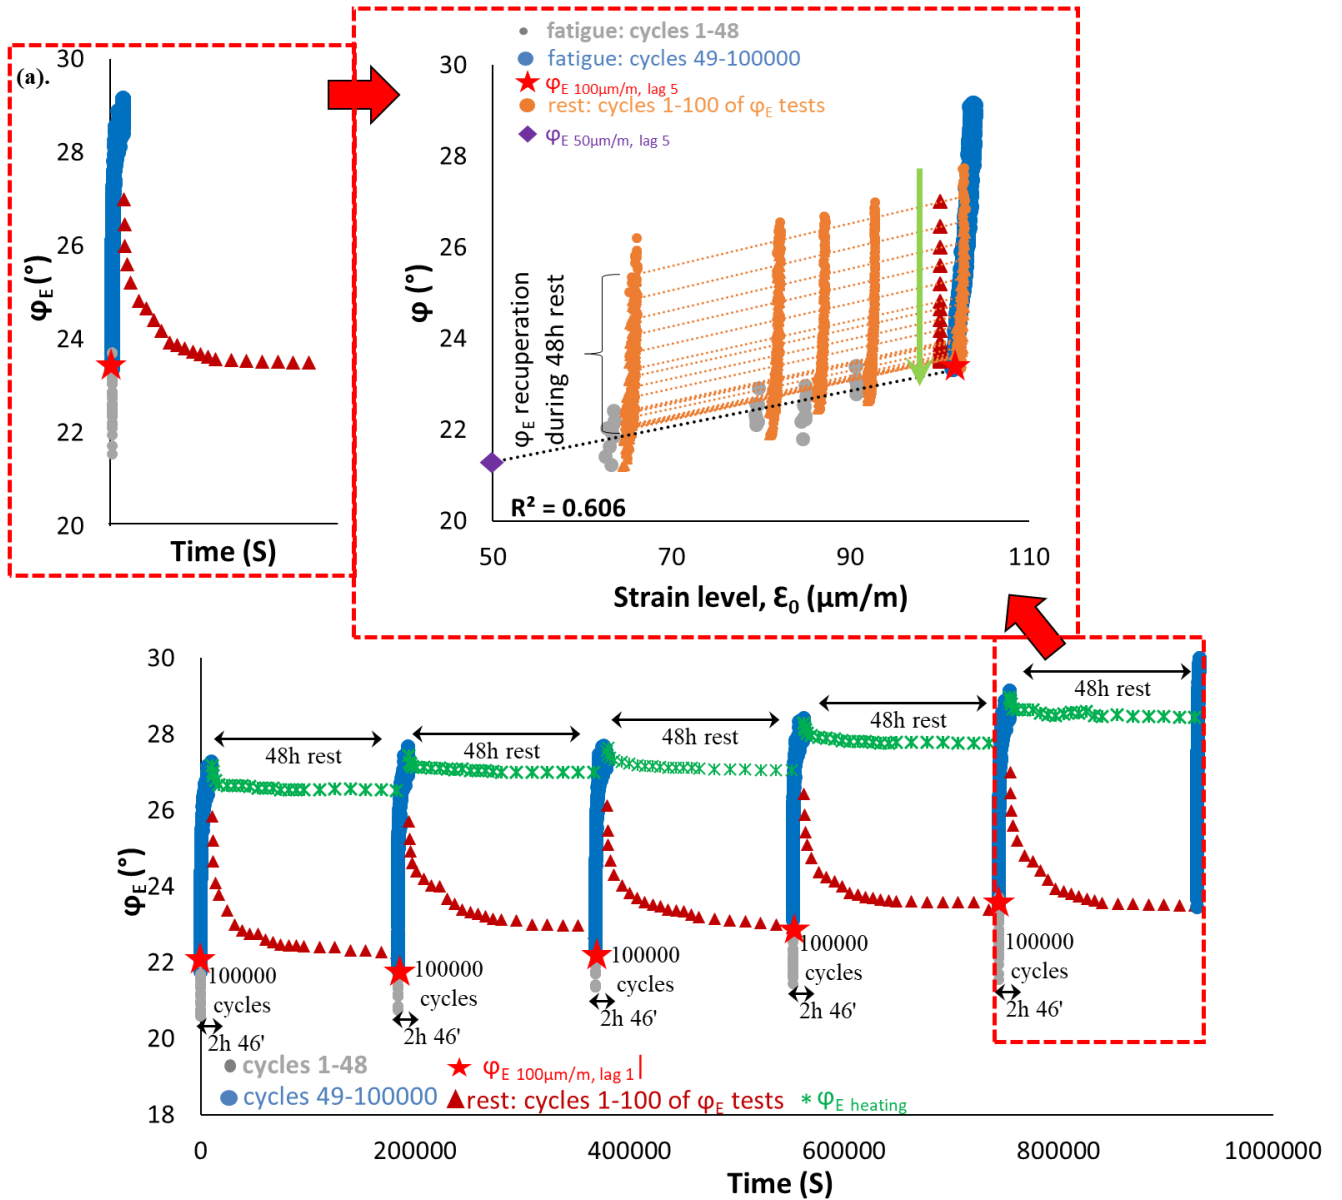 (a).
30
28
26
24
22
20
φE (°)
Time (S)
fatigue: cycles 1-48
fatigue: cycles 49-100000
φE 100μm/m, lag 5
rest: cycles 1-100 of φE tests
φE 50μm/m, lag 5
30
28
26
24
22
20
φ (°)
φE recuperation
during 48h rest
R² = 0.606
50
70
90
110
Strain level, Ɛ0 (μm/m)
30
28
26
24
22
20
18
φE (°)
48h rest
48h rest
48h rest
48h rest
48h rest
100000
cycles
2h 46'
100000
cycles
2h 46'
100000
cycles
2h 46'
100000
cycles
2h 46'
100000
cycles
2h 46'
cycles 1-48
φE 100μm/m, lag 1
cycles 49-100000
rest: cycles 1-100 of φE tests
φE heating
0
200000
400000
600000
800000
1000000
Time (S)